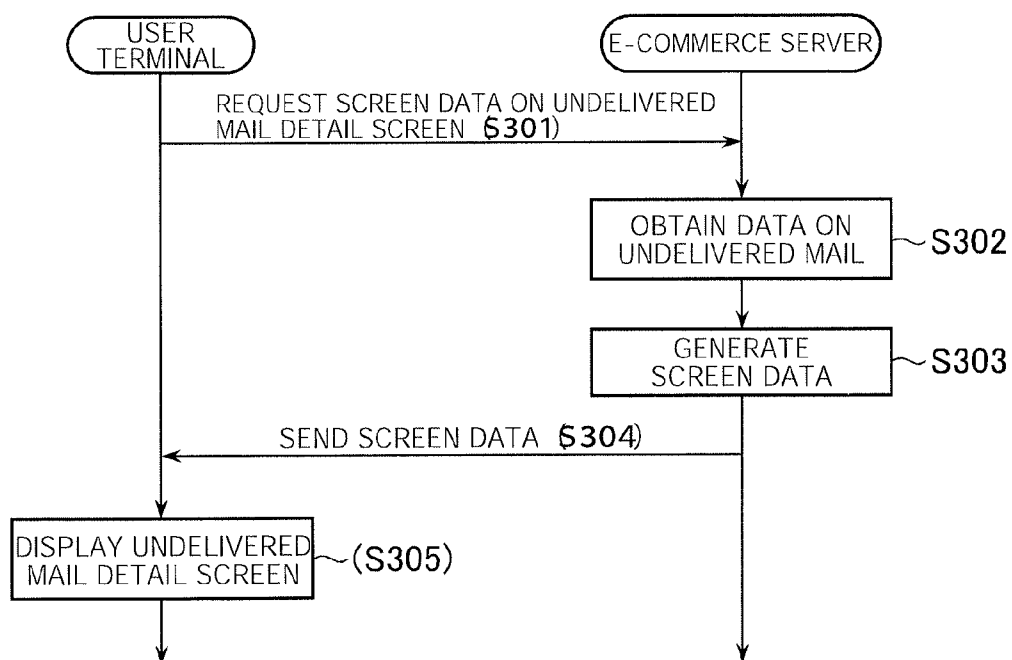 USER
TERMINAL
E-COMMERCE SERVER
REQUEST SCREEN DATA ON UNDELIVERED
MAIL DETAIL SCREEN (S301)
OBTAIN DATA ON
UNDELIVERED MAIL
S302
GENERATE
SCREEN DATA
S303
SEND SCREEN DATA (S304)
DISPLAY UNDELIVERED
MAIL DETAIL SCREEN
(S305)